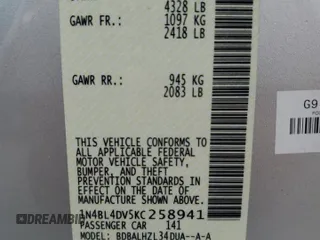 4328 LB
GAWR FR.: 1097 KG
2418 LB
GAWR RR.: 945 KG
2083 LB
G9
THIS VEHICLE CONFORMS TO
ALL APPLICABLE FEDERAL
MOTOR VEHICLE SAFETY,
BUMPER, AND THEFT
PREVENTION STANDARDS IN
EFFECT ON THE DATE OF
MANUFACTURE SHOWN ABOVE.
1N4BL4DV5KC258941
PASSENGER CAR 141
MODEL: BDBALHZL34DUA--A-A